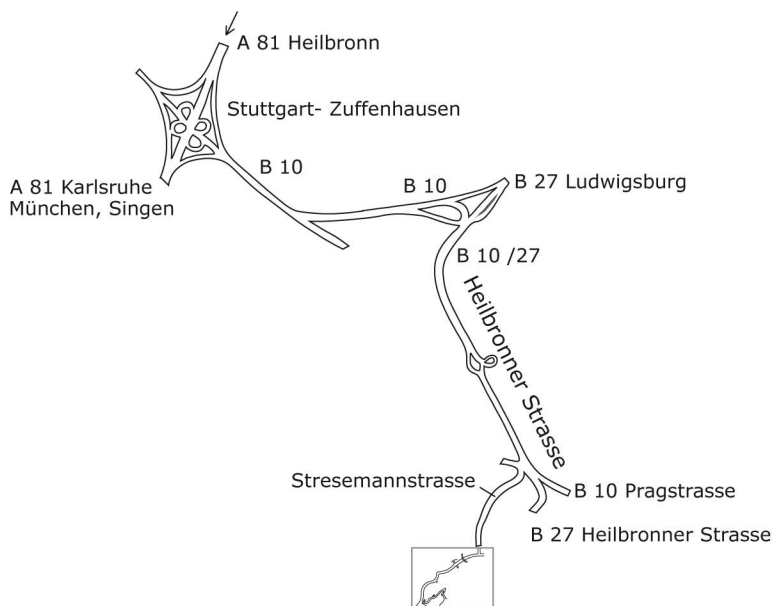 A 81 Heilbronn
Stuttgart- Zuffenhausen
B 10
A 81 Karlsruhe
München, Singen
B 10
B 27 Ludwigsburg
B 10 /27
Heilbronner Strasse
Stresemannstrasse
B 10 Pragstrasse
B 27 Heilbronner Strasse